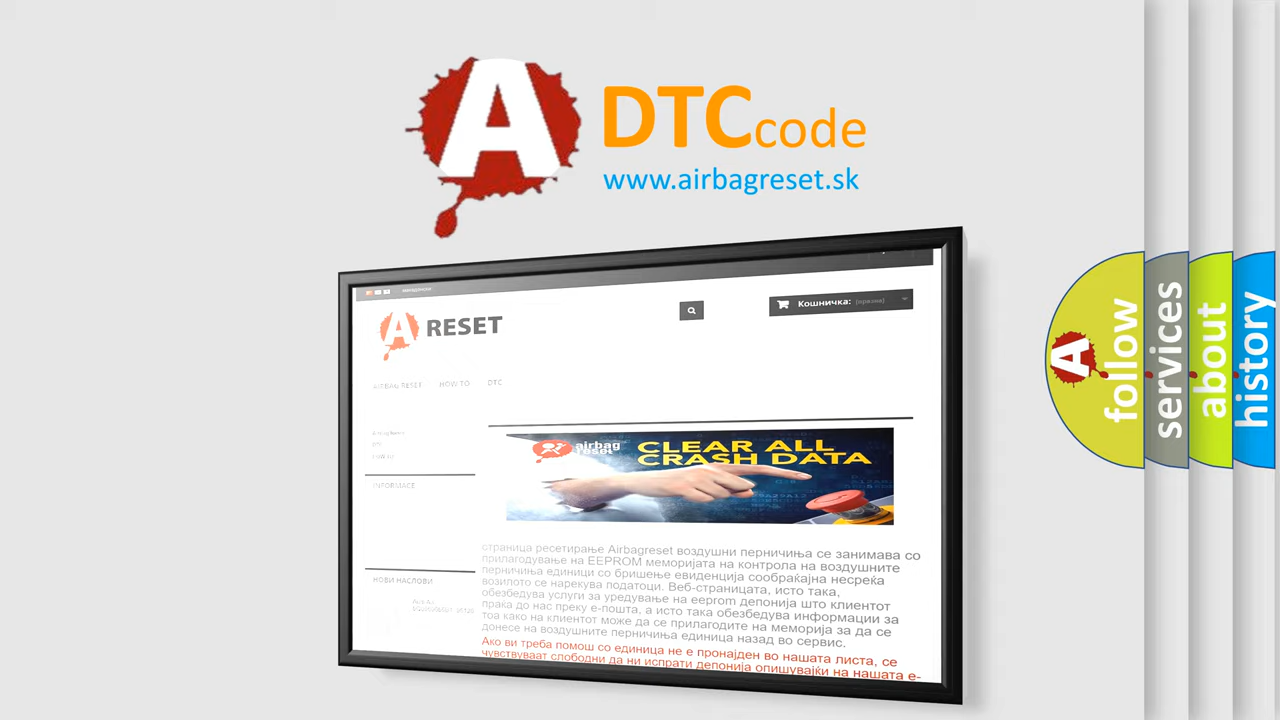 A
DTCcode
www.airbagreset.sk
Кошничка: (празна)
A RESET
AIRBAG RESET HOW TO DTC
airbag reset
CLEAR ALL
CRASH DATA
INFORMACE
страница ресетирање Airbagreset воздушни перничиња се занимава со
прилагодување на EEPROM меморијата на контрола на воздушните
перничиња единици со бришење евиденција сообраќајна несреќа
возилото се нарекува податоци. Веб-страницата, исто така,
обезбедува услуги за уредување на eeprom депонија што клиентот
праќа до нас преку е-пошта, а исто така обезбедува информации за
тоа како на клиентот може да се прилагодите на меморија за да се
донесе на воздушните перничиња единица назад во сервис.
Ако ви треба помош со единица не е пронајден во нашата листа, се
чувствуваат слободни да ни испрати депонија опишувајќи на нашата е-
НОВИ НАСЛОВИ
A
follow
services
about
history